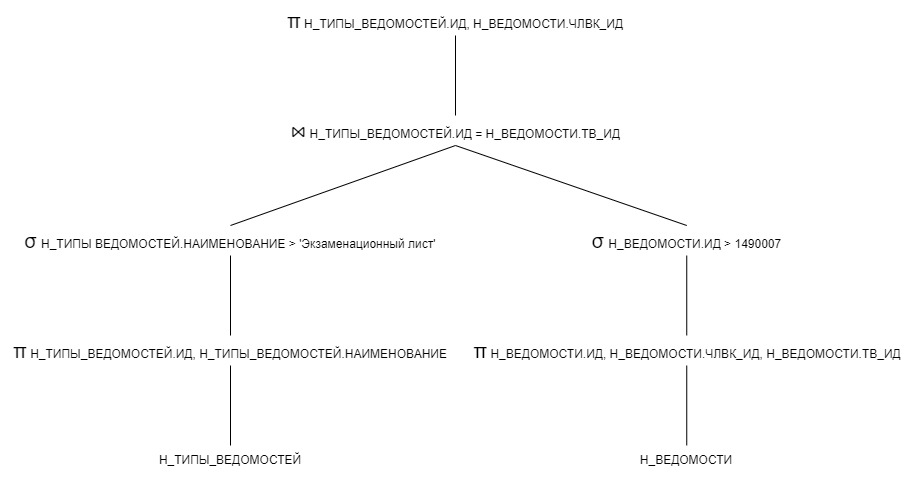 π Н_ТИПЫ_ВЕДОМОСТЕЙ.ИД, Н_ВЕДОМОСТИ.ЧЛВК_ИД
⋈ Н_ТИПЫ_ВЕДОМОСТЕЙ.ИД = Н_ВЕДОМОСТИ.ТВ_ИД
σ Н_ТИПЫ ВЕДОМОСТЕЙ.НАИМЕНОВАНИЕ > 'Экзаменационный лист'
σ Н_ВЕДОМОСТИ.ИД > 1490007
π Н_ТИПЫ_ВЕДОМОСТЕЙ.ИД, Н_ТИПЫ_ВЕДОМОСТЕЙ.НАИМЕНОВАНИЕ
π Н_ВЕДОМОСТИ.ИД, Н_ВЕДОМОСТИ.ЧЛВК_ИД, Н_ВЕДОМОСТИ.ТВ_ИД
Н_ТИПЫ_ВЕДОМОСТЕЙ
Н_ВЕДОМОСТИ